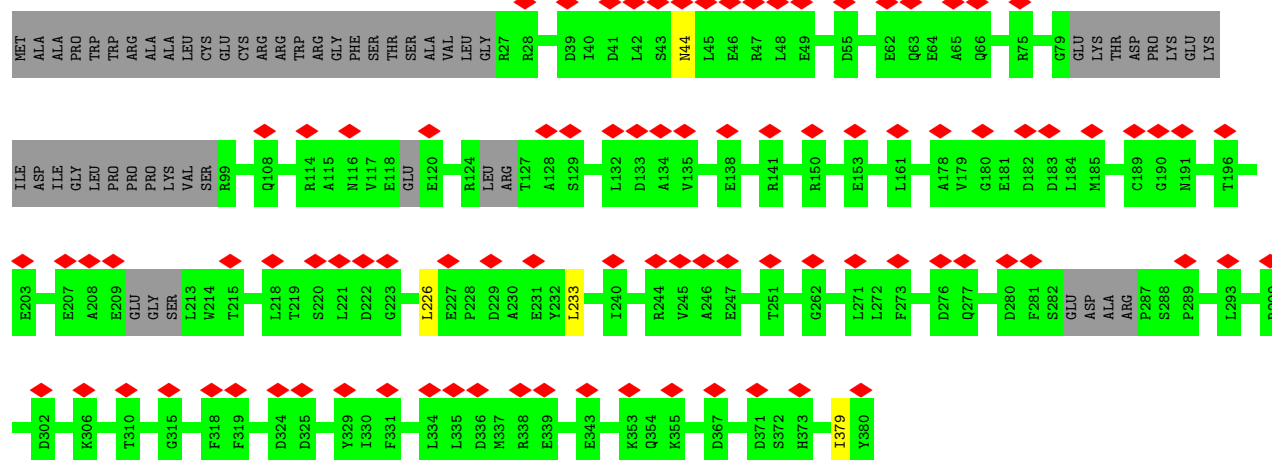 MET ALA ALA PRO TRP TRP ARG ALA ALA LEU CYS GLU CYS ARG ARG TRP ARG GLY PHE SER THR SER ALA VAL LEU GLY R27 R28 D39 I40 D41 L42 S43 N44 L45 E46 R47 L48 E49 D55 E62 Q63 E64 A65 Q66 R75 G79 GLU LYS THR ASP PRO LYS GLU LYS
ILE ASP ILE GLY LEU PRO PRO PRO LYS VAL SER R99 Q108 R114 A115 N116 V117 E118 GLU E120 R124 LEU ARG T127 A128 S129 L132 D133 A134 V135 E138 R141 R150 E153 L161 A178 V179 G180 E181 D182 D183 L184 M185 C189 G190 N191 T196
E203 E207 A208 E209 GLU GLY SER L213 W214 T215 L218 T219 S220 L221 D222 G223 L226 E227 P228 D229 A230 E231 Y232 L233 I240 R244 V245 A246 E247 T251 G262 L271 L272 F273 D276 Q277 D280 F281 S282 GLU ASP ALA ARG P287 S288 P289 L293
D302 K306 T310 G315 F318 F319 D324 D325 Y329 I330 F331 L334 L335 D336 M337 R338 E339 E343 K353 Q354 K355 D367 D371 S372 H373 I379 Y380